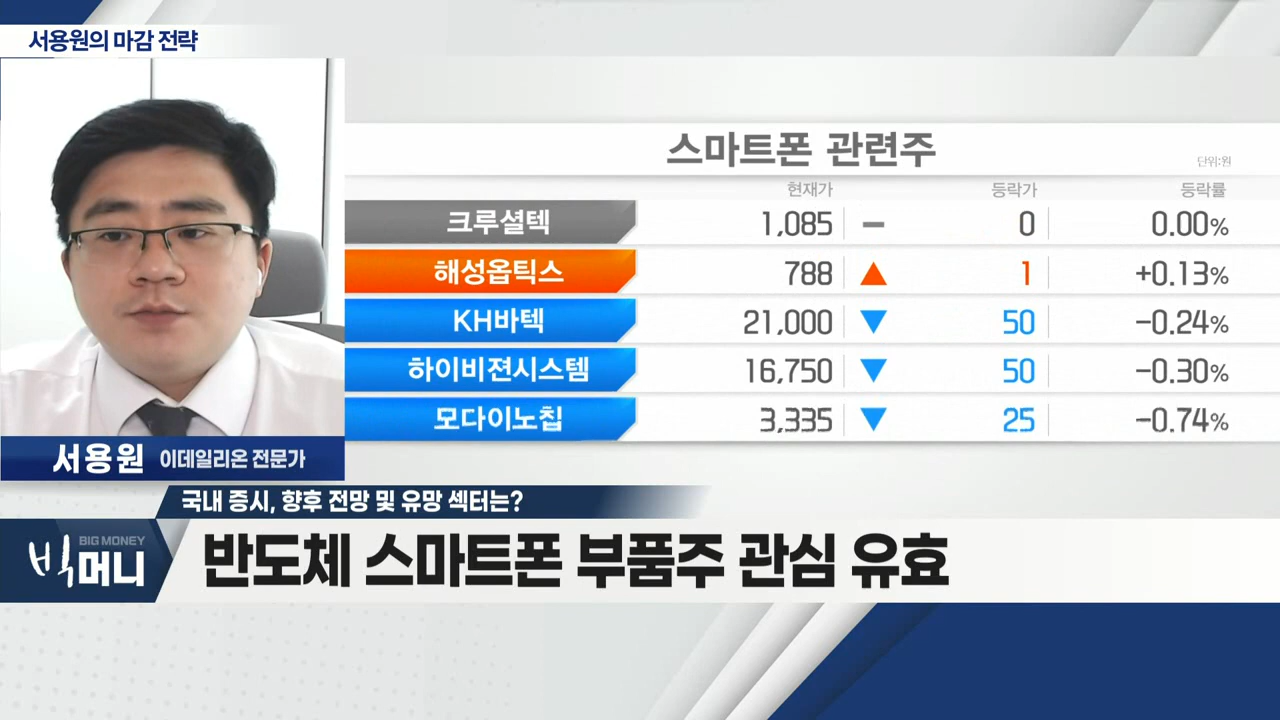 서용원의 마감 전략
스마트폰 관련주
단위:원
현재가 등락가 등락률
크루셜텍 1,085 - 0 0.00%
해성옵틱스 788 ▲ 1 +0.13%
KH바텍 21,000 ▼ 50 -0.24%
하이비젼시스템 16,750 ▼ 50 -0.30%
모다이노칩 3,335 ▼ 25 -0.74%
서용원 이데일리온 전문가
국내 증시, 향후 전망 및 유망 섹터는?
BIG MONEY
빅머니
반도체 스마트폰 부품주 관심 유효